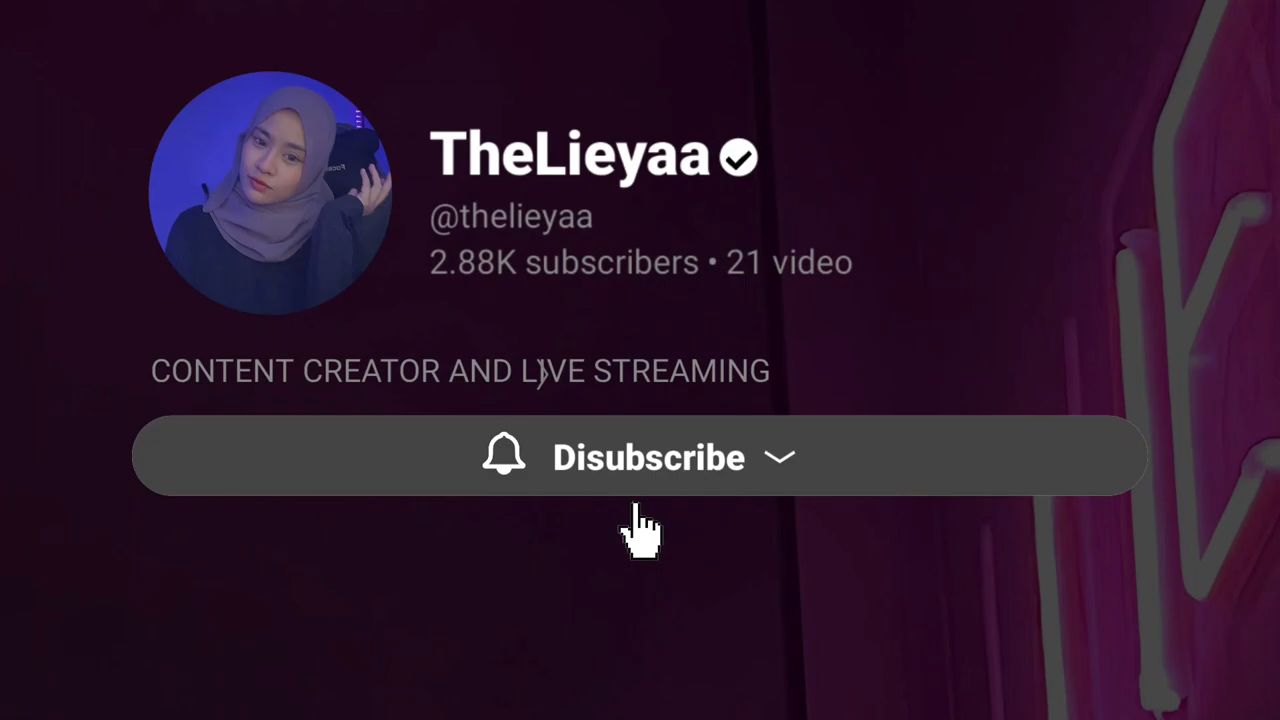 TheLieyaa
@thelieyaa
2.88K subscribers • 21 video
CONTENT CREATOR AND LIVE STREAMING
Disubscribe